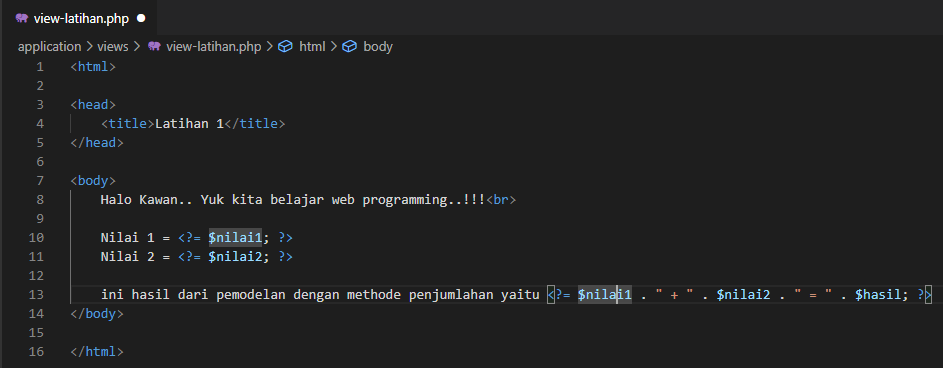 view-latihan.php
application > views > view-latihan.php > html > body
1 <html>
2
3 <head>
4 <title>Latihan 1</title>
5 </head>
6
7 <body>
8 Halo Kawan.. Yuk kita belajar web programming..!!!<br>
9
10 Nilai 1 = <?= $nilai1; ?>
11 Nilai 2 = <?= $nilai2; ?>
12
13 ini hasil dari pemodelan dengan methode penjumlahan yaitu <?= $nilai1 . " + " . $nilai2 . " = " . $hasil; ?>
14 </body>
15
16 </html>